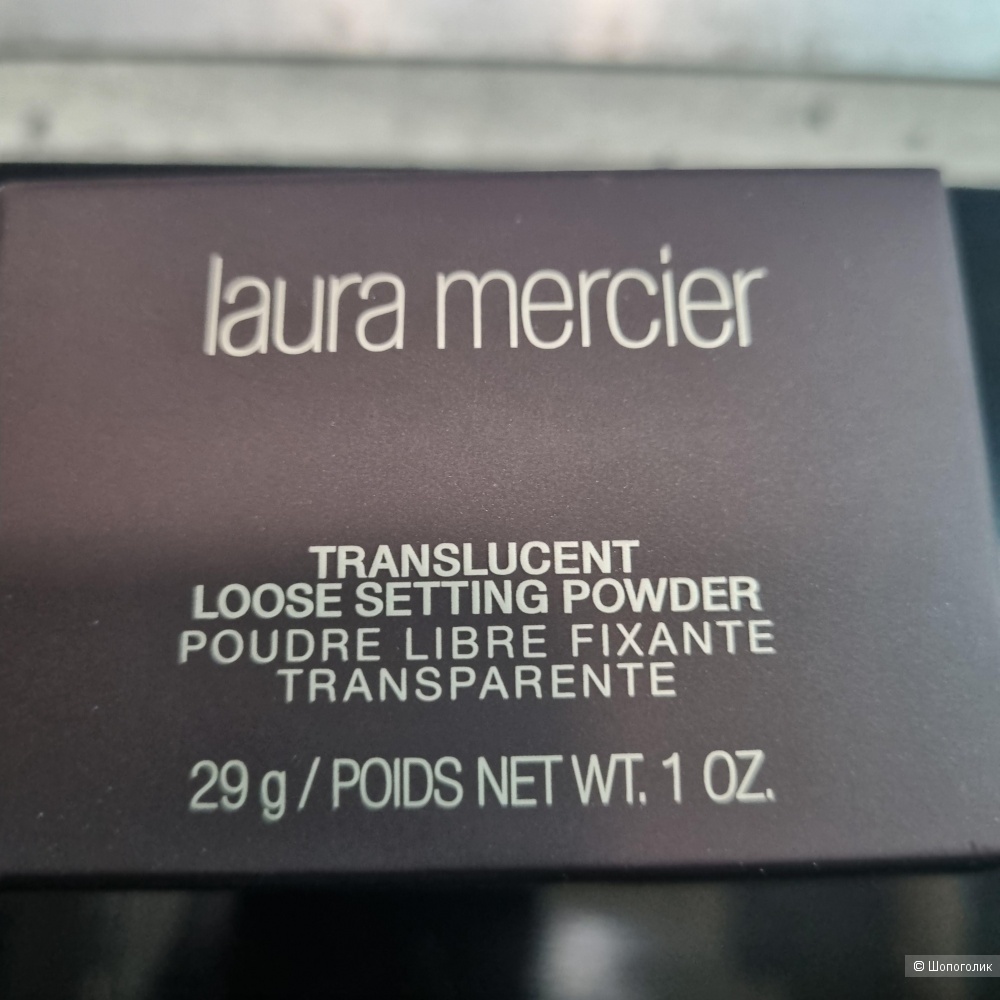 laura mercier
TRANSLUCENT
LOOSE SETTING POWDER
POUDRE LIBRE FIXANTE
TRANSPARENTE
29 g / POIDS NET WT. 1 OZ.
© Шопоголик